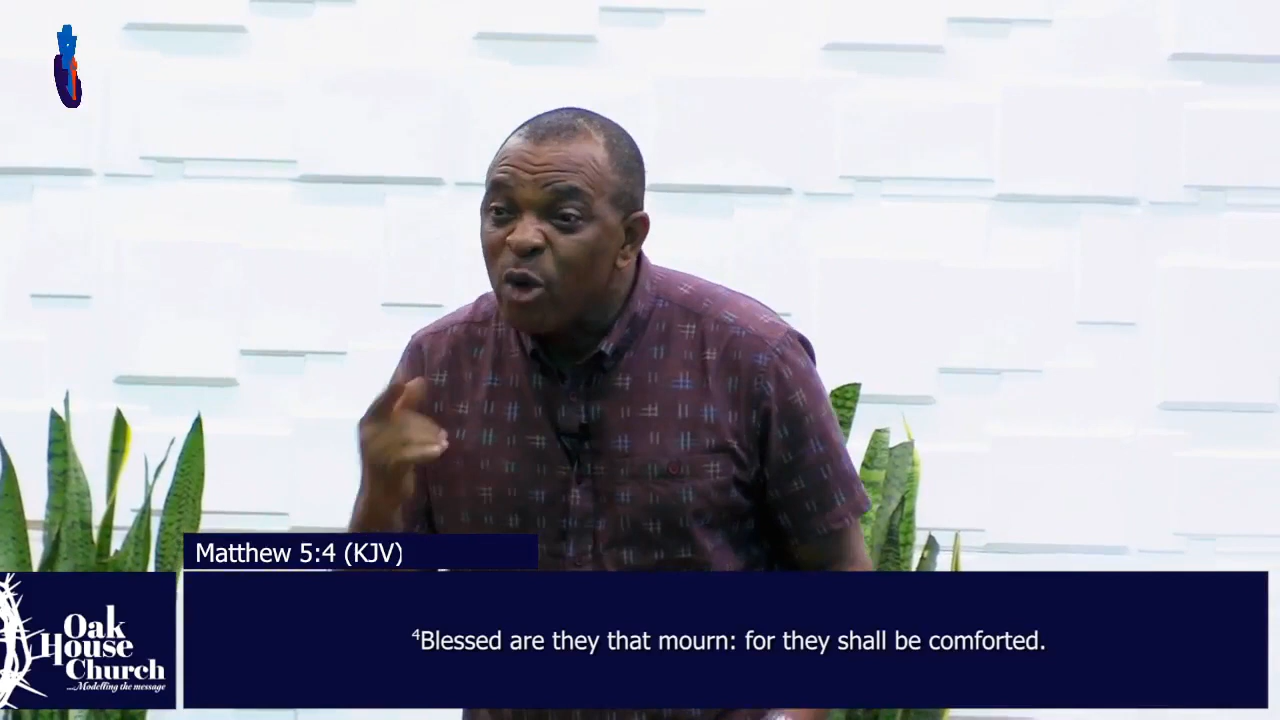 Matthew 5:4 (KJV)
⁴Blessed are they that mourn: for they shall be comforted.
Oak
House
Church
....Modelling the message